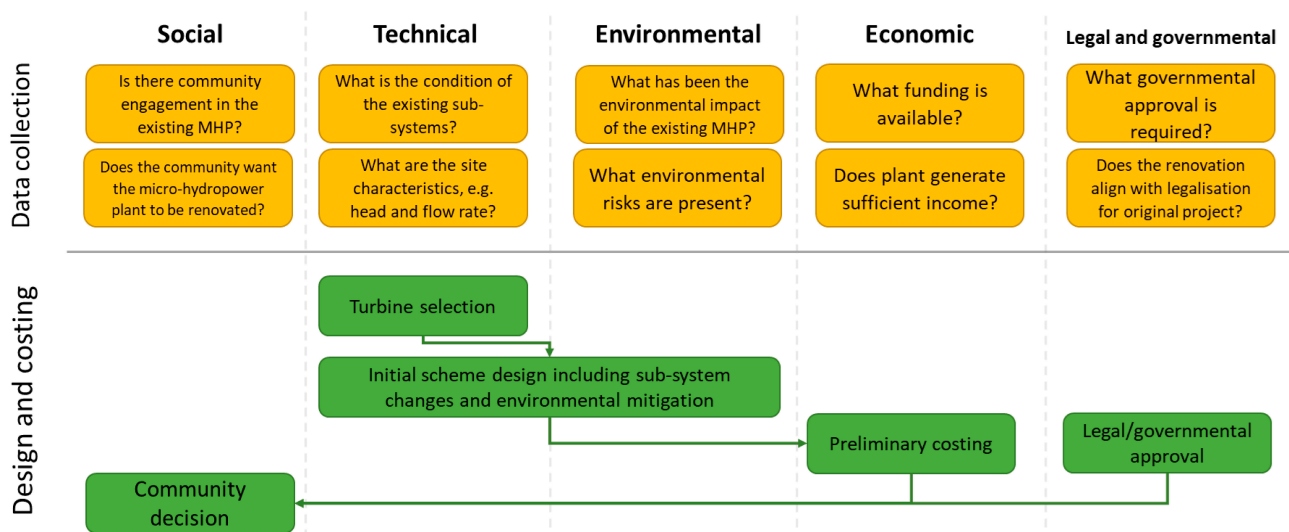 Social
Technical
Environmental
Economic
Legal and governmental
Data collection
Is there community
engagement in the
existing MHP?
What is the condition of
the existing sub-
systems?
What has been the
environmental impact
of the existing MHP?
What funding is
available?
What governmental
approval is
required?
Does the community want
the micro-hydropower
plant to be renovated?
What are the site
characteristics, e.g.
head and flow rate?
What environmental
risks are present?
Does plant generate
sufficient income?
Does the renovation
align with legalisation
for original project?
Design and costing
Turbine selection
Initial scheme design including sub-system
changes and environmental mitigation
Preliminary costing
Legal/governmental
approval
Community
decision